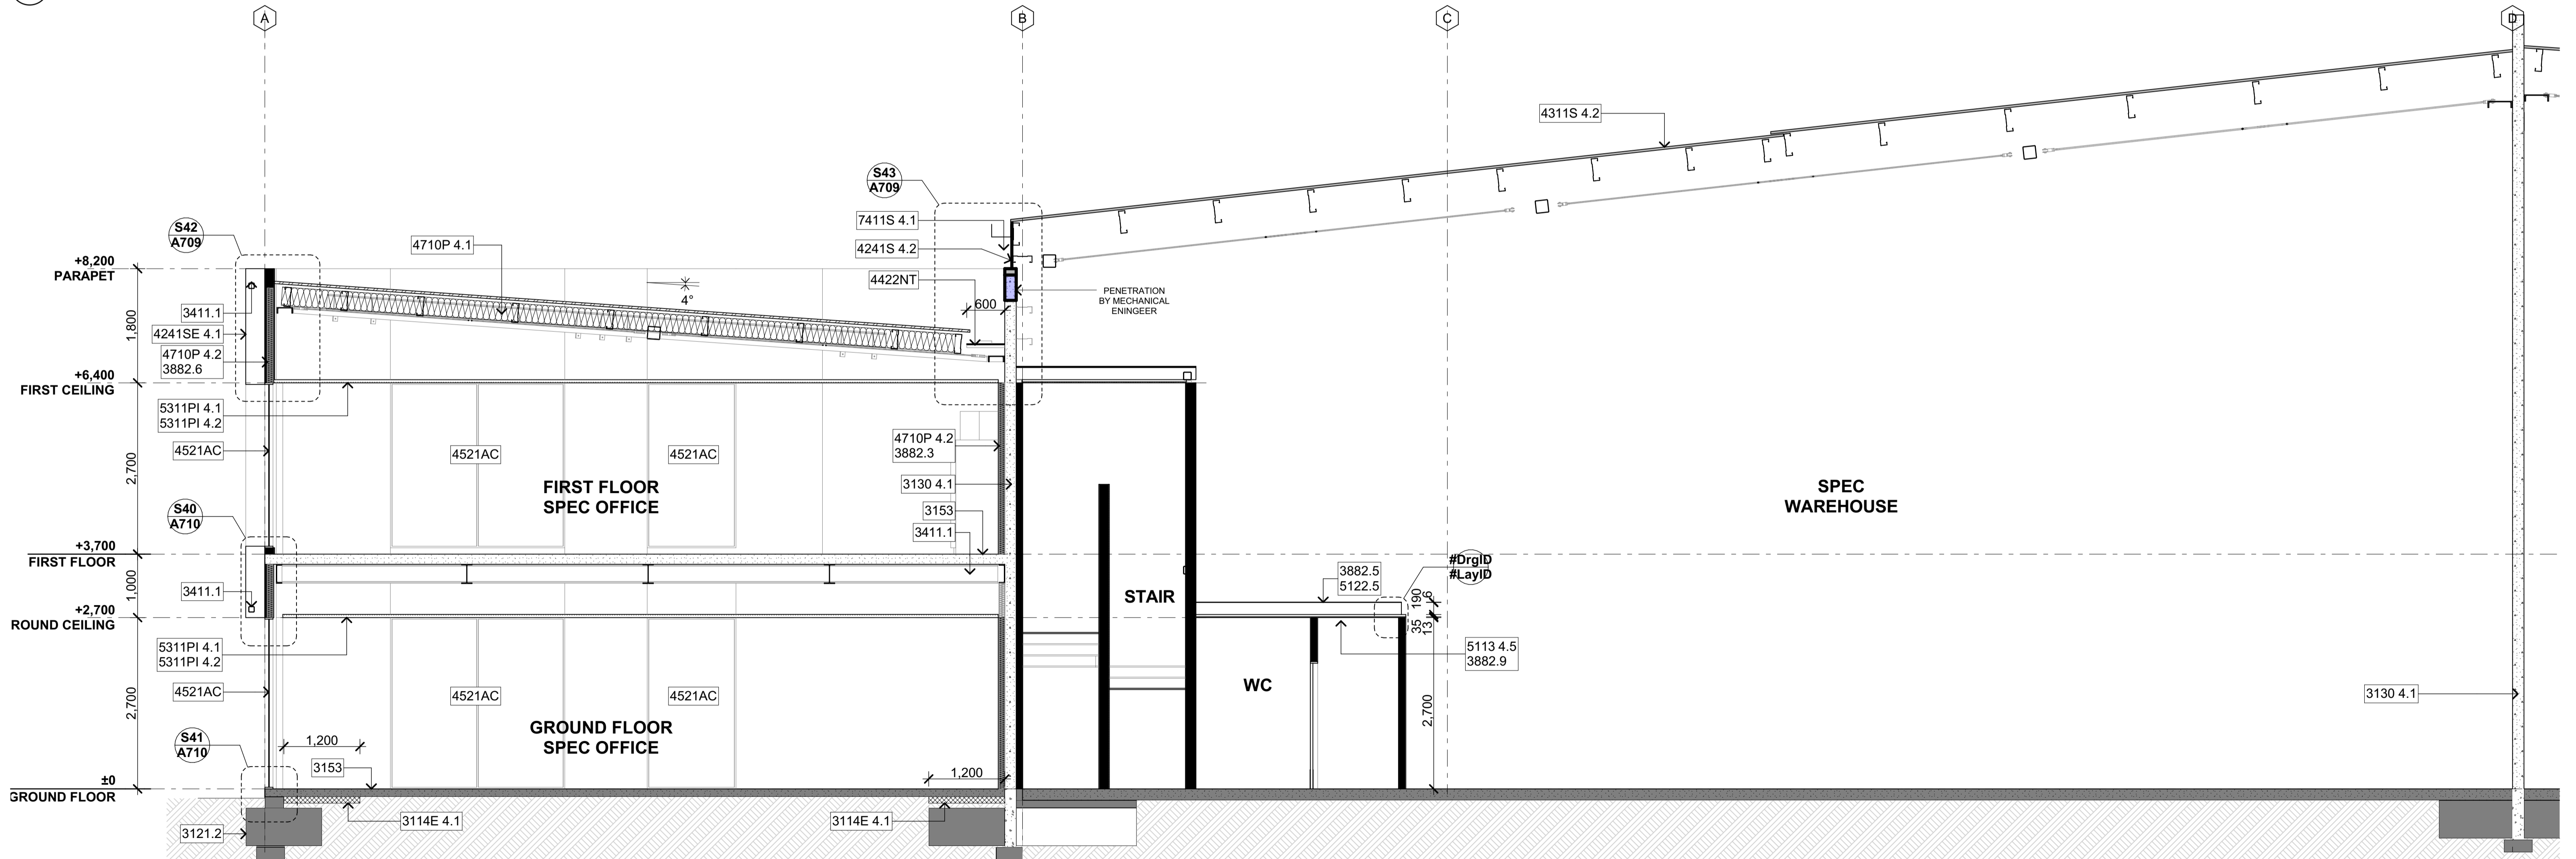 A
B
C
D
4311S 4.2
S43
A709
7411S 4.1
4241S 4.2
4422NT
600
PENETRATION
BY MECHANICAL
ENINGEER
S42
A709
4710P 4.1
4°
+8,200
PARAPET
3411.1
4241SE 4.1
4710P 4.2
3882.6
1,800
+6,400
FIRST CEILING
5311PI 4.1
5311PI 4.2
4521AC
4521AC
4521AC
4710P 4.2
3882.3
2,700
FIRST FLOOR
SPEC OFFICE
3130 4.1
SPEC
WAREHOUSE
S40
A710
3153
3411.1
+3,700
FIRST FLOOR
#DrgID
#LayID
3411.1
1,000
3882.5
5122.5
STAIR
190
6
+2,700
ROUND CEILING
35
13
5311PI 4.1
5311PI 4.2
5113 4.5
3882.9
4521AC
4521AC
4521AC
WC
3130 4.1
2,700
2,700
GROUND FLOOR
SPEC OFFICE
S41
A710
1,200
3153
1,200
±0
GROUND FLOOR
3121.2
3114E 4.1
3114E 4.1